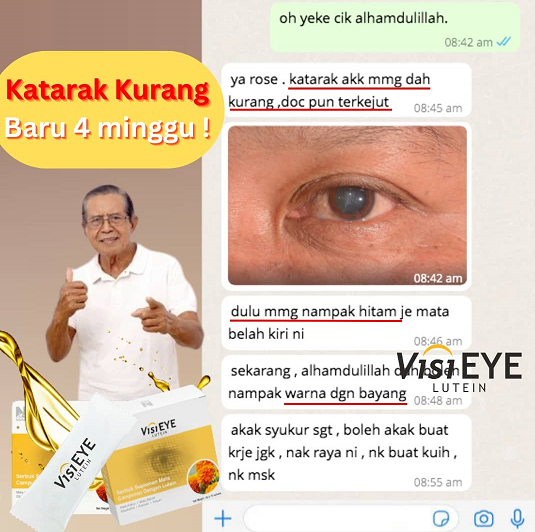 oh yeke cik alhamdulillah.
08:42 am
Katarak Kurang
Baru 4 minggu !
ya rose . katarak akk mmg dah
kurang ,doc pun terkejut
08:45 am
08:42 am
dulu mmg nampak hitam je mata
belah kiri ni
08:46 am
sekarang , alhamdulillah dah boleh
nampak warna dgn bayang
08:48 am
VISIEYE
LUTEIN
akak syukur sgt , boleh akak buat
krje jgk , nak raya ni , nk buat kuih ,
nk msk
08:55 am
VISIEYE
LUTEIN
VISIEYE
LUTEIN
Serbuk